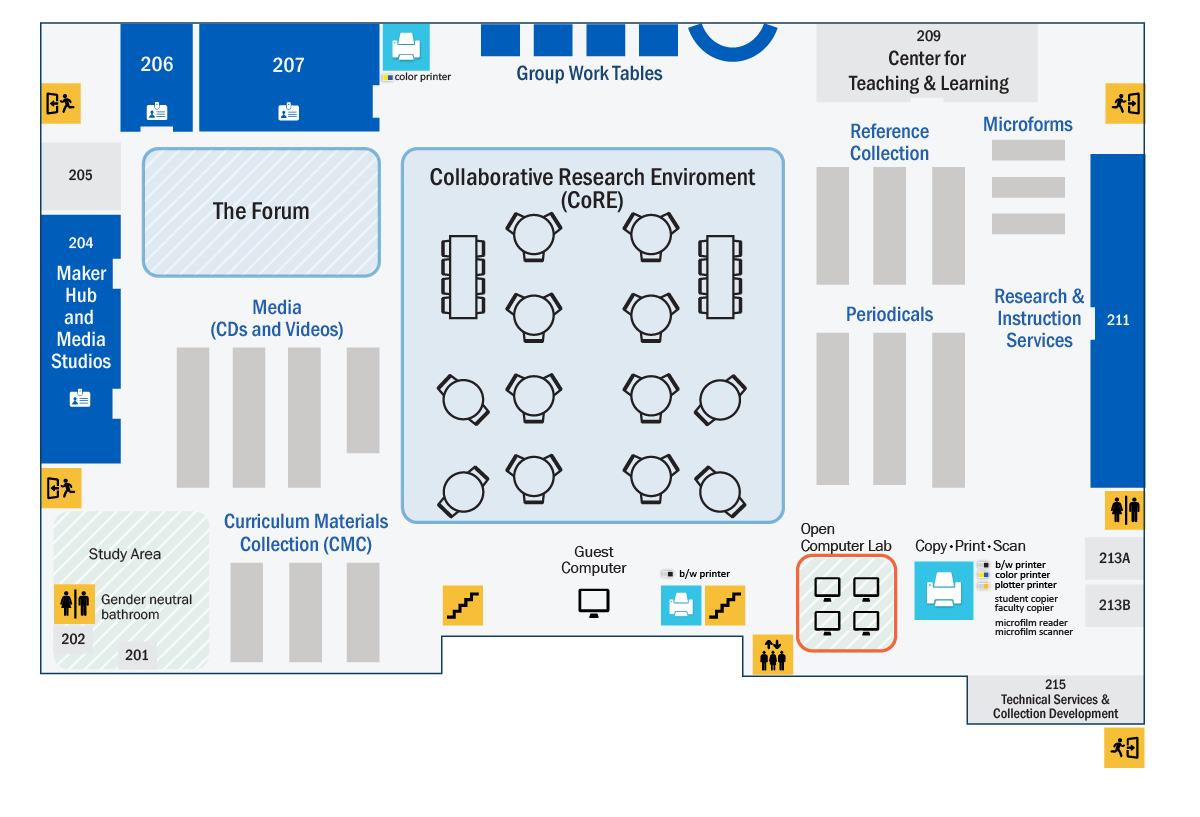 206
207
color printer
Group Work Tables
209
Center for
Teaching & Learning
Reference
Collection
Microforms
205
The Forum
Collaborative Research Enviroment
(CoRE)
204
Maker
Hub
and
Media
Studios
Media
(CDs and Videos)
Periodicals
Research &
Instruction
Services
211
Study Area
Gender neutral
bathroom
202
201
Curriculum Materials
Collection (CMC)
Guest
Computer
b/w printer
Open
Computer Lab
Copy•Print•Scan
b/w printer
color printer
plotter printer
student copier
faculty copier
microfilm reader
microfilm scanner
213A
213B
215
Technical Services &
Collection Development